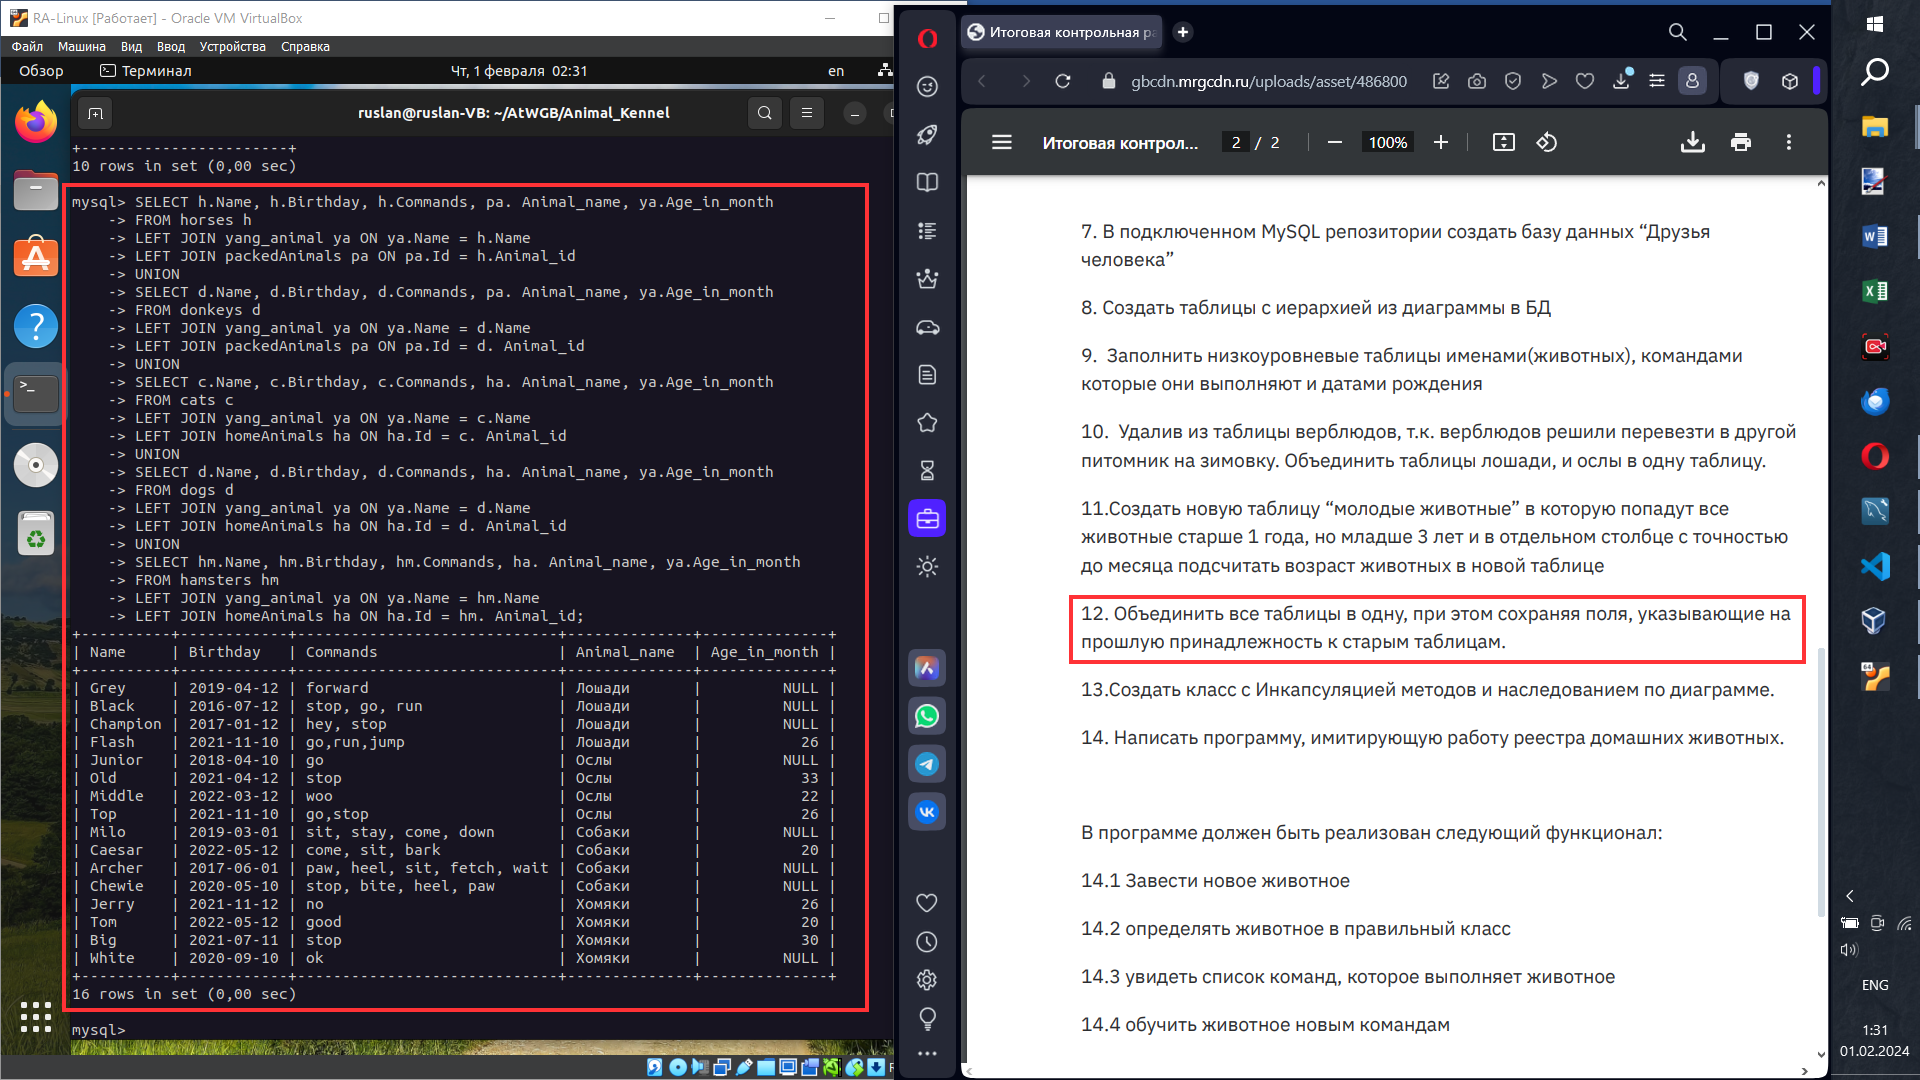 RA-Linux [Работает] - Oracle VM VirtualBox
Файл Машина Вид Ввод Устройства Справка
Обзор Терминал Чт, 1 февраля 02:31 en
ruslan@ruslan-VB: ~/AtWGB/Animal_Kennel
+-----------------------+
10 rows in set (0,00 sec)
mysql> SELECT h.Name, h.Birthday, h.Commands, pa. Animal_name, ya.Age_in_month
-> FROM horses h
-> LEFT JOIN yang_animal ya ON ya.Name = h.Name
-> LEFT JOIN packedAnimals pa ON pa.Id = h.Animal_id
-> UNION
-> SELECT d.Name, d.Birthday, d.Commands, pa. Animal_name, ya.Age_in_month
-> FROM donkeys d
-> LEFT JOIN yang_animal ya ON ya.Name = d.Name
-> LEFT JOIN packedAnimals pa ON pa.Id = d. Animal_id
-> UNION
-> SELECT c.Name, c.Birthday, c.Commands, ha. Animal_name, ya.Age_in_month
-> FROM cats c
-> LEFT JOIN yang_animal ya ON ya.Name = c.Name
-> LEFT JOIN homeAnimals ha ON ha.Id = c. Animal_id
-> UNION
-> SELECT d.Name, d.Birthday, d.Commands, ha. Animal_name, ya.Age_in_month
-> FROM dogs d
-> LEFT JOIN yang_animal ya ON ya.Name = d.Name
-> LEFT JOIN homeAnimals ha ON ha.Id = d. Animal_id
-> UNION
-> SELECT hm.Name, hm.Birthday, hm.Commands, ha. Animal_name, ya.Age_in_month
-> FROM hamsters hm
-> LEFT JOIN yang_animal ya ON ya.Name = hm.Name
-> LEFT JOIN homeAnimals ha ON ha.Id = hm. Animal_id;
+----------+------------+-----------------------------+--------------+--------------+
| Name | Birthday | Commands | Animal_name | Age_in_month |
+----------+------------+-----------------------------+--------------+--------------+
| Grey | 2019-04-12 | forward | Лошади | NULL |
| Black | 2016-07-12 | stop, go, run | Лошади | NULL |
| Champion | 2017-01-12 | hey, stop | Лошади | NULL |
| Flash | 2021-11-10 | go,run,jump | Лошади | 26 |
| Junior | 2018-04-10 | go | Ослы | NULL |
| Old | 2021-04-12 | stop | Ослы | 33 |
| Middle | 2022-03-12 | woo | Ослы | 22 |
| Top | 2021-11-10 | go,stop | Ослы | 26 |
| Milo | 2019-03-01 | sit, stay, come, down | Собаки | NULL |
| Caesar | 2022-05-12 | come, sit, bark | Собаки | 20 |
| Archer | 2017-06-01 | paw, heel, sit, fetch, wait | Собаки | NULL |
| Chewie | 2020-05-10 | stop, bite, heel, paw | Собаки | NULL |
| Jerry | 2021-11-12 | no | Хомяки | 26 |
| Tom | 2022-05-12 | good | Хомяки | 20 |
| Big | 2021-07-11 | stop | Хомяки | 30 |
| White | 2020-09-10 | ok | Хомяки | NULL |
+----------+------------+-----------------------------+--------------+--------------+
16 rows in set (0,00 sec)
mysql>
Итоговая контрольная ра
gbcdn.mrgcdn.ru/uploads/asset/486800
Итоговая контрол... 2 / 2 100%
7. В подключенном MySQL репозитории создать базу данных “Друзья
человека”
8. Создать таблицы с иерархией из диаграммы в БД
9. Заполнить низкоуровневые таблицы именами(животных), командами
которые они выполняют и датами рождения
10. Удалив из таблицы верблюдов, т.к. верблюдов решили перевезти в другой
питомник на зимовку. Объединить таблицы лошади, и ослы в одну таблицу.
11.Создать новую таблицу “молодые животные” в которую попадут все
животные старше 1 года, но младше 3 лет и в отдельном столбце с точностью
до месяца подсчитать возраст животных в новой таблице
12. Объединить все таблицы в одну, при этом сохраняя поля, указывающие на
прошлую принадлежность к старым таблицам.
13.Создать класс с Инкапсуляцией методов и наследованием по диаграмме.
14. Написать программу, имитирующую работу реестра домашних животных.
В программе должен быть реализован следующий функционал:
14.1 Завести новое животное
14.2 определять животное в правильный класс
14.3 увидеть список команд, которое выполняет животное
14.4 обучить животное новым командам
ENG
1:31
01.02.2024